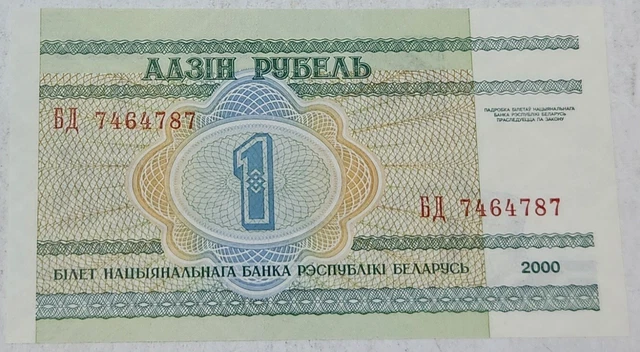 АДЗІН РУБЕЛЬ
БД 7464787
ПАДРОБКА БІЛЕТАЎ НАЦЫЯНАЛЬНАГА
БАНКА РЭСПУБЛІКІ БЕЛАРУСЬ
ПРАСЛЕДУЕЦЦА ПА ЗАКОНУ
1
БД 7464787
БІЛЕТ НАЦЫЯНАЛЬНАГА БАНКА РЭСПУБЛІКІ БЕЛАРУСЬ 2000